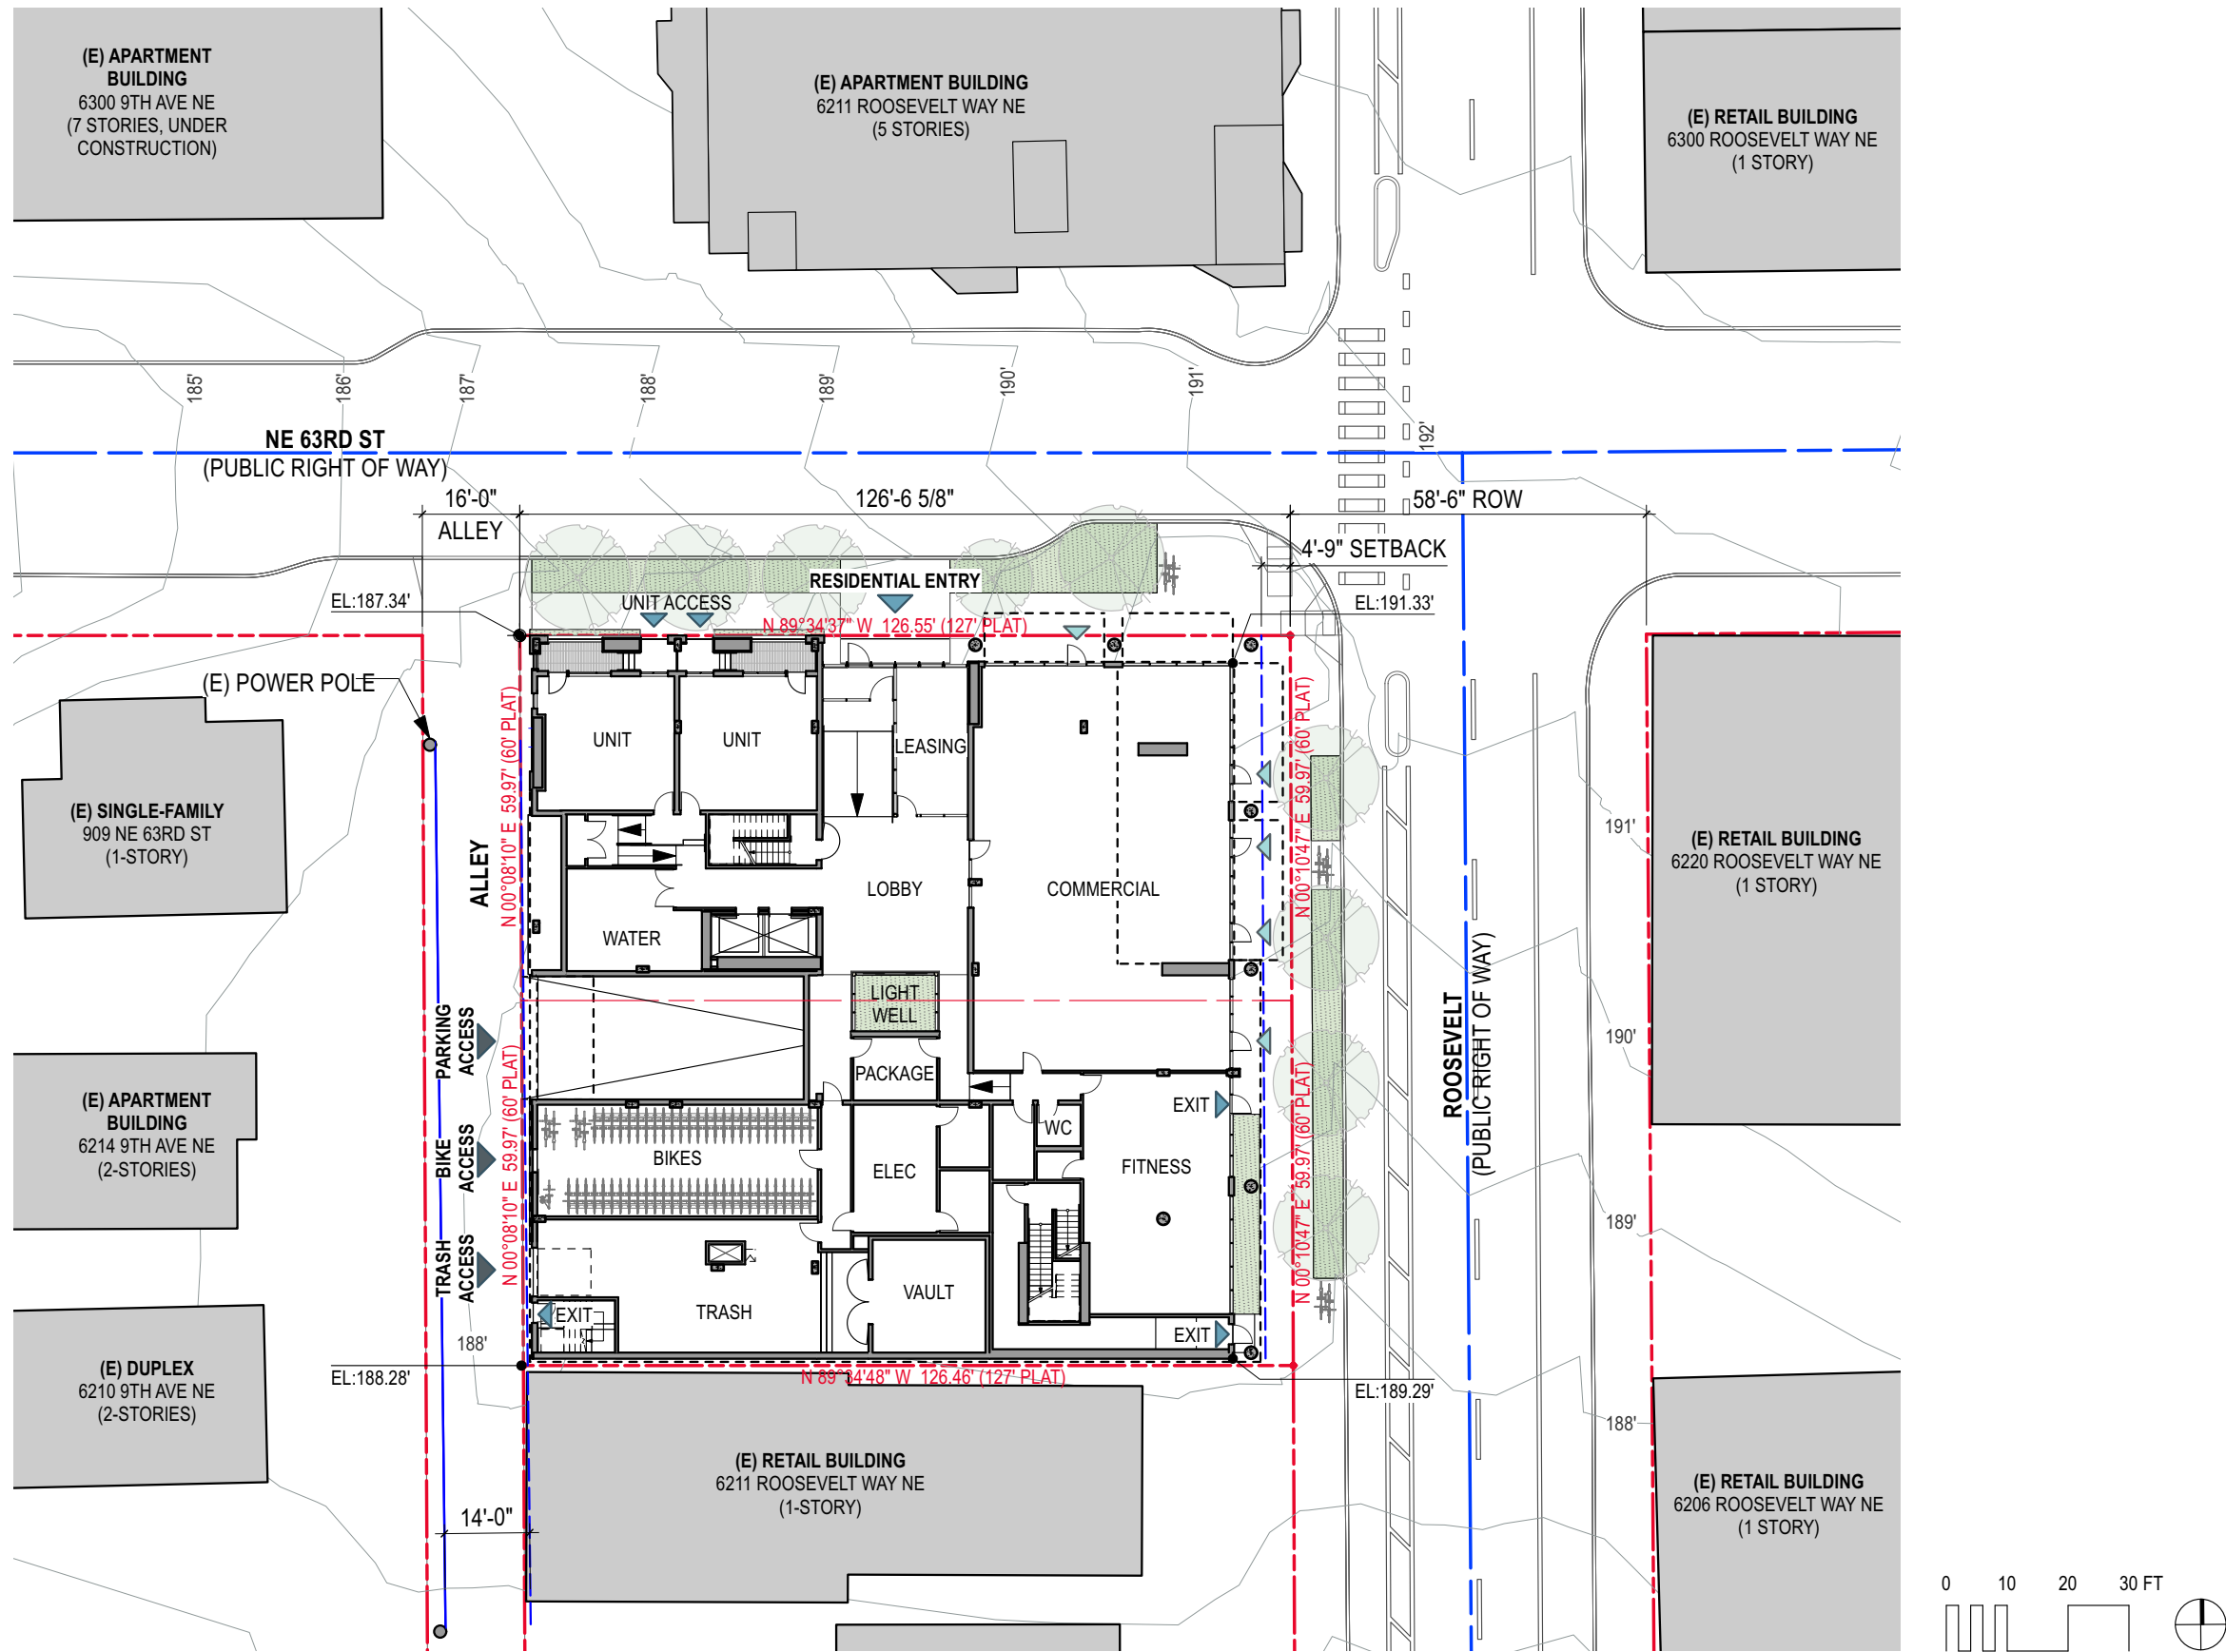 (E) APARTMENT
BUILDING
6300 9TH AVE NE
(7 STORIES, UNDER
CONSTRUCTION)
(E) APARTMENT BUILDING
6211 ROOSEVELT WAY NE
(5 STORIES)
(E) RETAIL BUILDING
6300 ROOSEVELT WAY NE
(1 STORY)
185'
186'
187'
188'
189'
190'
191'
192'
NE 63RD ST
(PUBLIC RIGHT OF WAY)
16'-0"
ALLEY
126'-6 5/8"
58'-6" ROW
4'-9" SETBACK
RESIDENTIAL ENTRY
UNIT ACCESS
EL:187.34'
EL:191.33'
N 89°34'37" W 126.55' (127' PLAT)
(E) POWER POLE
N 00°08'10" E 59.97' (60' PLAT)
N 00°10'47" E 59.97' (60' PLAT)
UNIT
UNIT
LEASING
(E) SINGLE-FAMILY
909 NE 63RD ST
(1-STORY)
ALLEY
LOBBY
COMMERCIAL
WATER
191'
(E) RETAIL BUILDING
6220 ROOSEVELT WAY NE
(1 STORY)
LIGHT
WELL
PARKING
ACCESS
PACKAGE
190'
ROOSEVELT
(PUBLIC RIGHT OF WAY)
N 00°08'10" E 59.97' (60' PLAT)
N 00°10'47" E 59.97' (60' PLAT)
(E) APARTMENT
BUILDING
6214 9TH AVE NE
(2-STORIES)
BIKE
ACCESS
BIKES
ELEC
WC
EXIT
FITNESS
189'
TRASH
ACCESS
EXIT
TRASH
VAULT
EXIT
188'
EL:188.28'
N 89°34'48" W 126.46' (127' PLAT)
EL:189.29'
(E) DUPLEX
6210 9TH AVE NE
(2-STORIES)
188'
(E) RETAIL BUILDING
6211 ROOSEVELT WAY NE
(1-STORY)
14'-0"
(E) RETAIL BUILDING
6206 ROOSEVELT WAY NE
(1 STORY)
0 10 20 30 FT